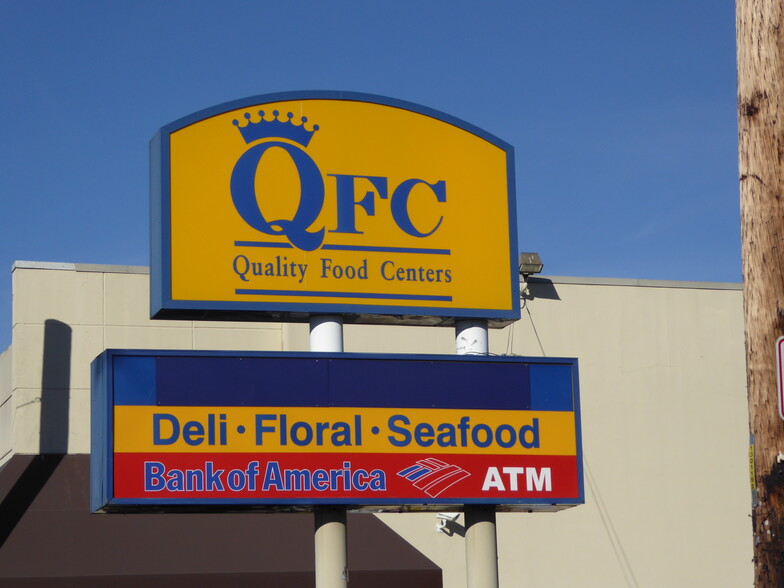 QFC
Quality Food Centers
Deli · Floral · Seafood
Bank of America ATM